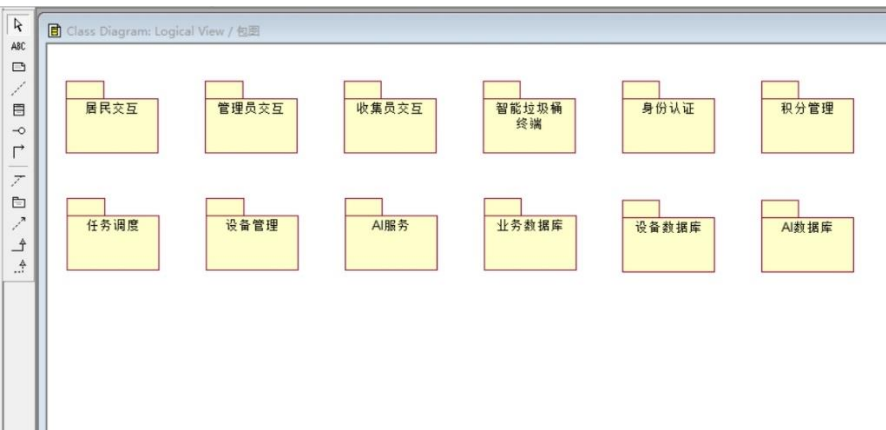 Class Diagram: Logical View / 包图
ABC
居民交互
管理员交互
收集员交互
智能垃圾桶
终端
身份认证
积分管理
任务调度
设备管理
AI服务
业务数据库
设备数据库
AI数据库